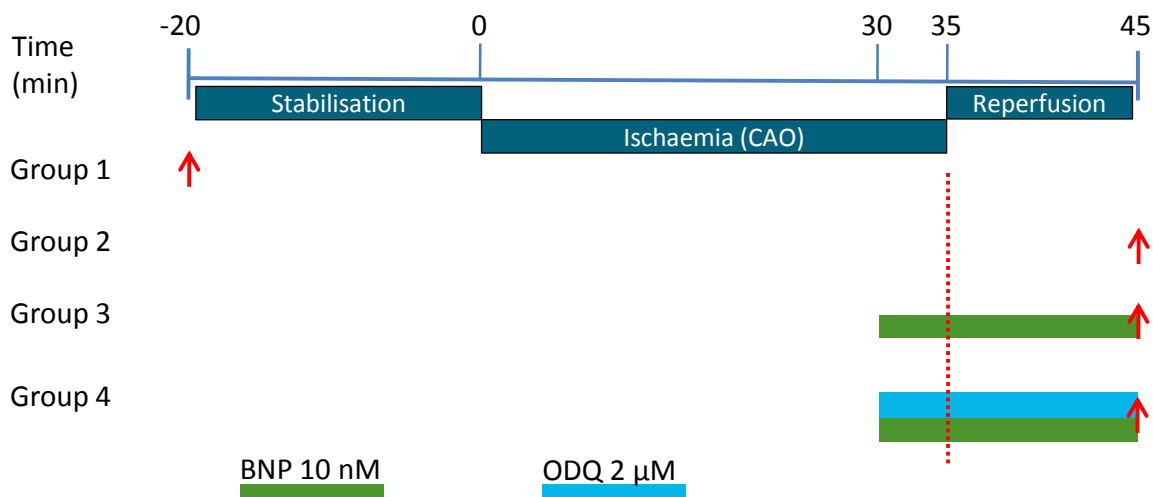 -20 0 30 35 45
Time
(min)
Stabilisation Reperfusion
Ischaemia (CAO)
Group 1
Group 2
Group 3
Group 4
BNP 10 nM ODQ 2 µM